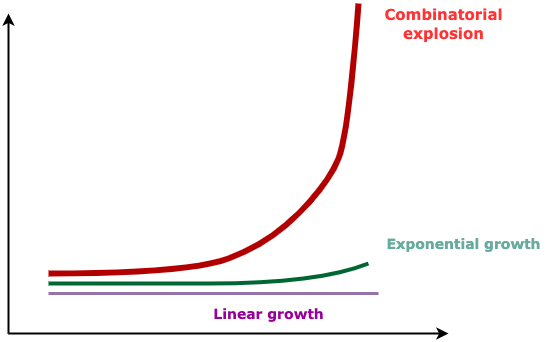 Combinatorial
explosion
Exponential growth
Linear growth